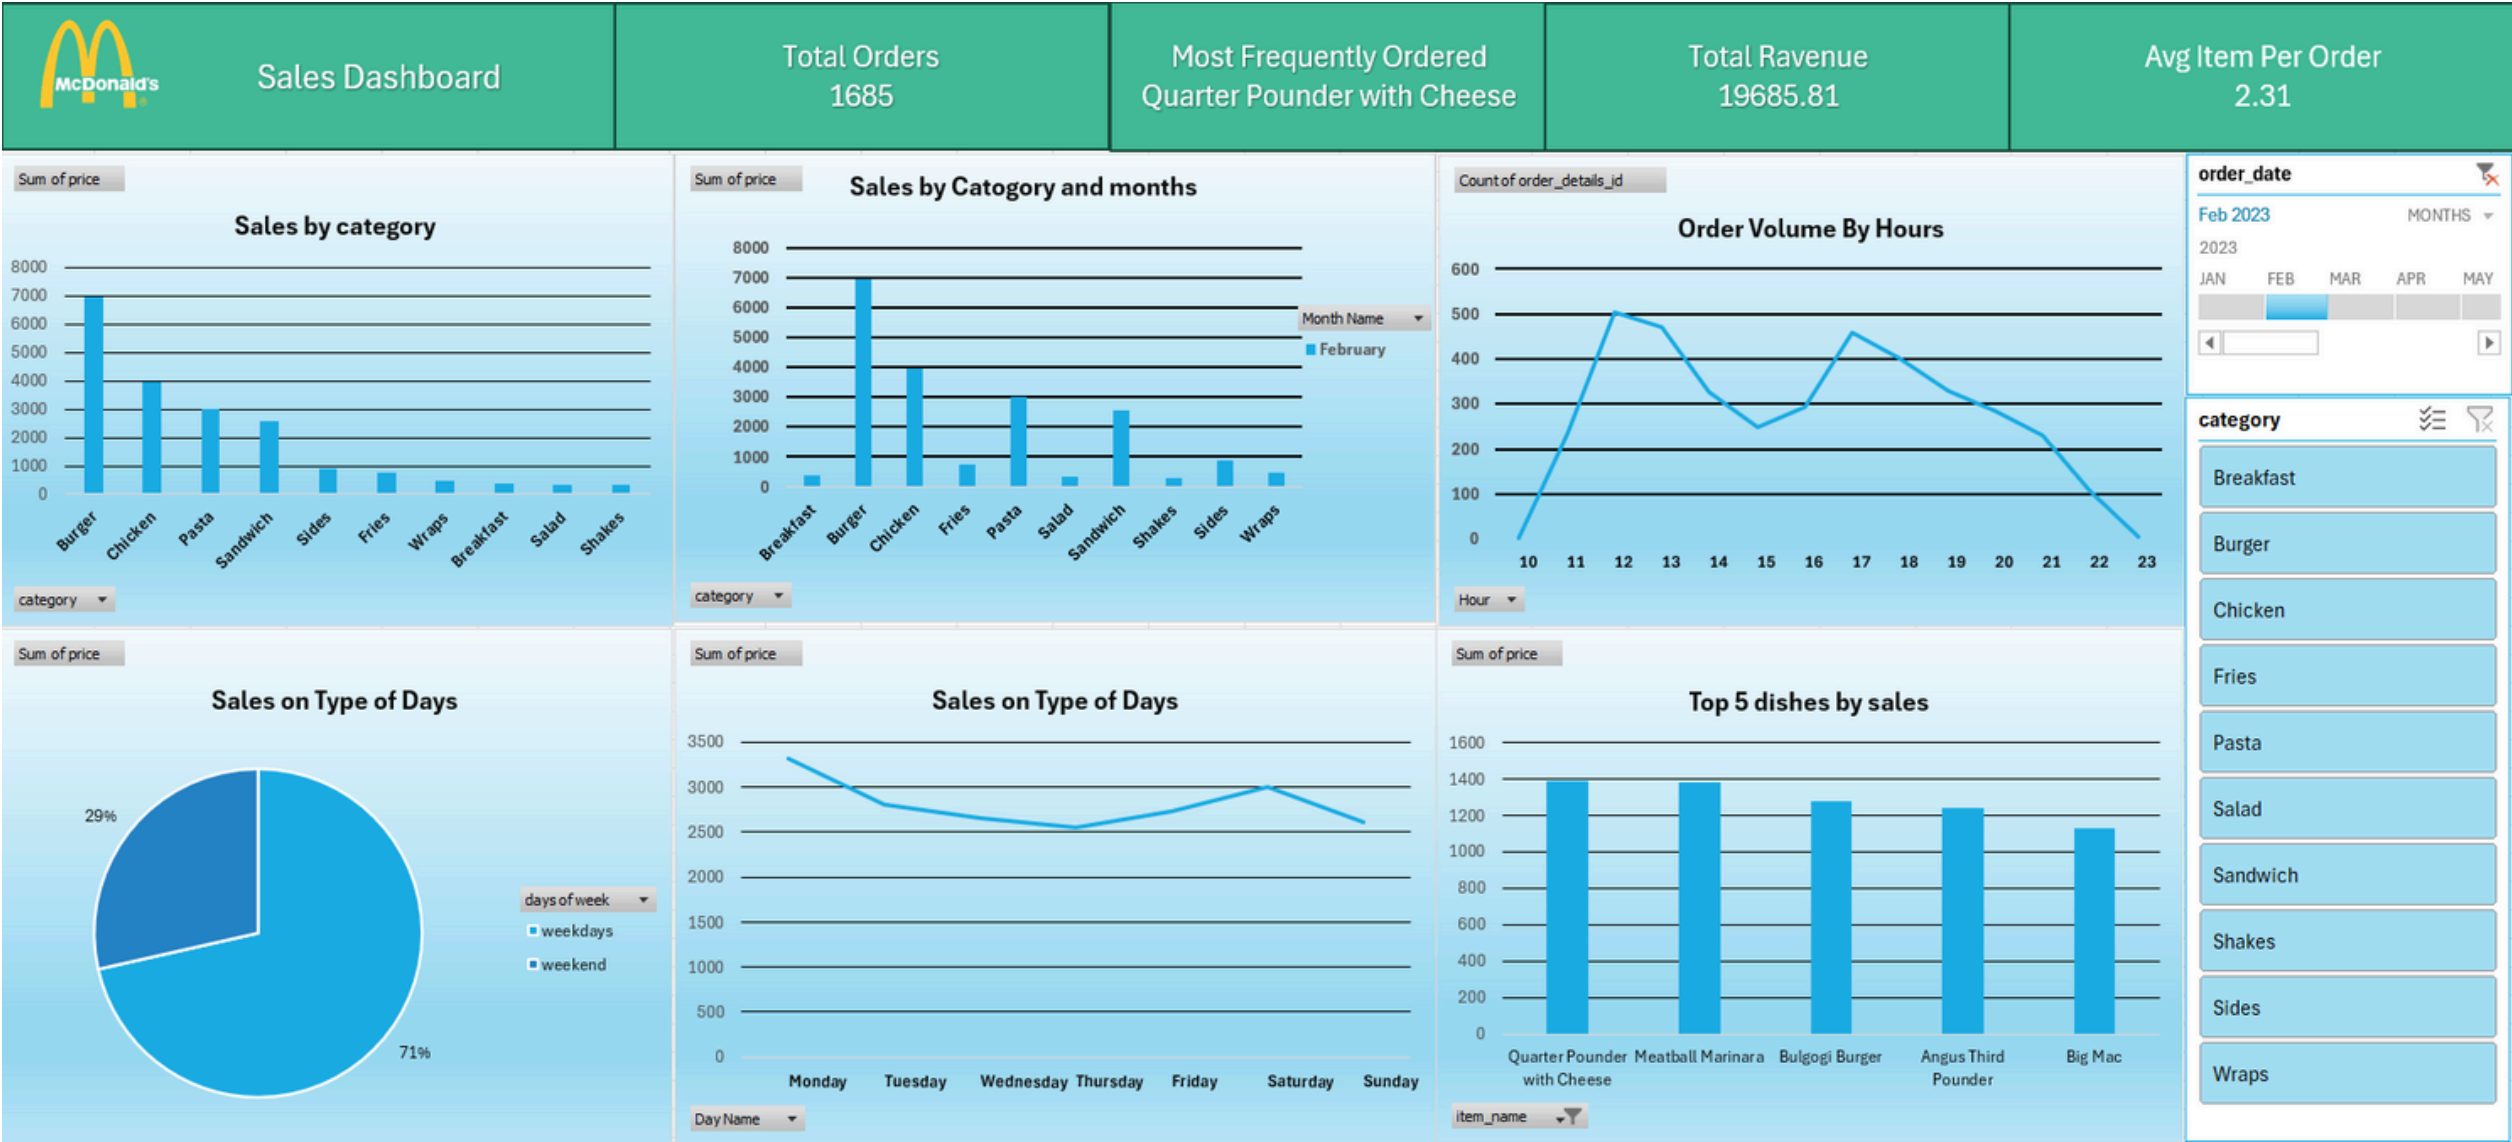 McDonald's
Sales Dashboard
Total Orders
1685
Most Frequently Ordered
Quarter Pounder with Cheese
Total Ravenue
19685.81
Avg Item Per Order
2.31
Sum of price
Sales by category
8000
7000
6000
5000
4000
3000
2000
1000
0
Burger
Chicken
Pasta
Sandwich
Sides
Fries
Wraps
Breakfast
Salad
Shakes
category
Sum of price
Sales by Catogory and months
8000
7000
6000
5000
4000
3000
2000
1000
0
Breakfast
Burger
Chicken
Fries
Pasta
Salad
Sandwich
Shakes
Sides
Wraps
Month Name
February
category
Count of order_details_id
Order Volume By Hours
600
500
400
300
200
100
0
10 11 12 13 14 15 16 17 18 19 20 21 22 23
Hour
order_date
Feb 2023 MONTHS
2023
JAN FEB MAR APR MAY
category
Breakfast
Burger
Chicken
Fries
Pasta
Salad
Sandwich
Shakes
Sides
Wraps
Sum of price
Sales on Type of Days
29%
71%
days of week
weekdays
weekend
Sum of price
Sales on Type of Days
3500
3000
2500
2000
1500
1000
500
0
Monday Tuesday Wednesday Thursday Friday Saturday Sunday
Day Name
Sum of price
Top 5 dishes by sales
1600
1400
1200
1000
800
600
400
200
0
Quarter Pounder with Cheese
Meatball Marinara
Bulgogi Burger
Angus Third Pounder
Big Mac
item_name